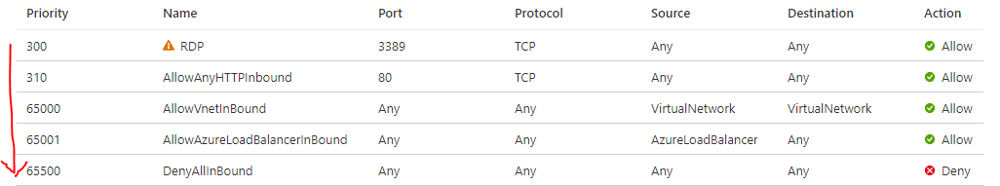 Priority Name Port Protocol Source Destination Action
300 RDP 3389 TCP Any Any Allow
310 AllowAnyHTTPInbound 80 TCP Any Any Allow
65000 AllowVnetInBound Any Any VirtualNetwork VirtualNetwork Allow
65001 AllowAzureLoadBalancerInBound Any Any AzureLoadBalancer Any Allow
65500 DenyAllInBound Any Any Any Any Deny